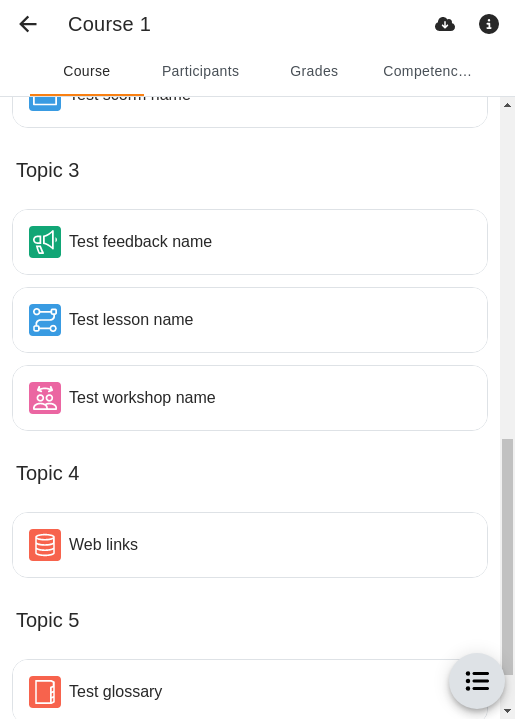 Course 1
Course Participants Grades Competenc…
Test scorm name
Topic 3
Test feedback name
Test lesson name
Test workshop name
Topic 4
Web links
Topic 5
Test glossary